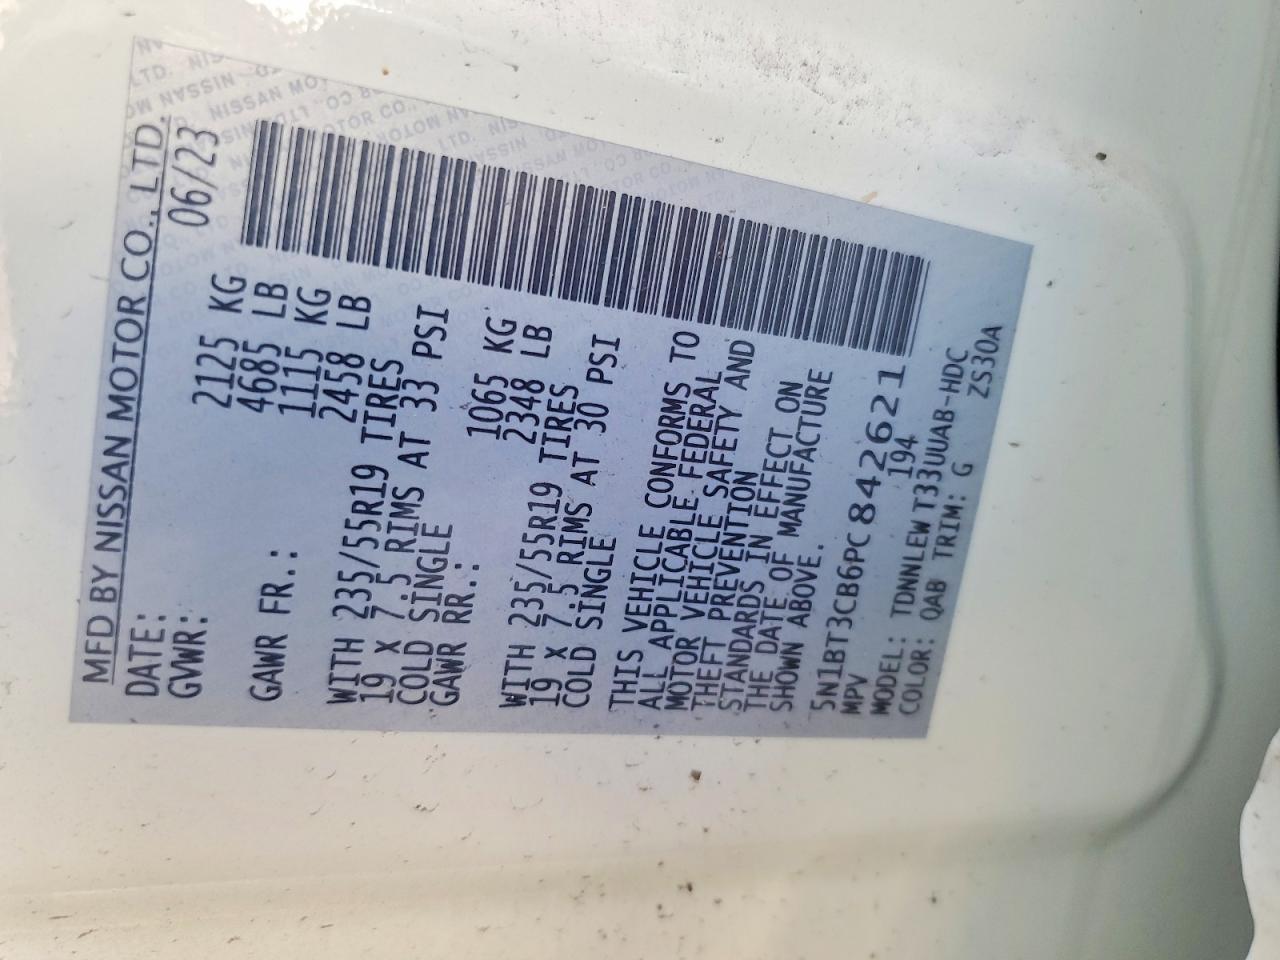 MFD BY NISSAN MOTOR CO., LTD.
DATE: 06/23
GVWR: 2125 KG
4685 LB
GAWR FR.: 1115 KG
2458 LB
WITH 235/55R19 TIRES
19 X 7.5 RIMS AT 33 PSI
COLD SINGLE
GAWR RR.: 1065 KG
2348 LB
WITH 235/55R19 TIRES
19 X 7.5 RIMS AT 30 PSI
COLD SINGLE
THIS VEHICLE CONFORMS TO
ALL APPLICABLE FEDERAL
MOTOR VEHICLE SAFETY AND
THEFT PREVENTION
STANDARDS IN EFFECT ON
THE DATE OF MANUFACTURE
SHOWN ABOVE.
5N1BT3CB6PC842621
MPV 194
MODEL: TDNNLEW T33UUAB-HDC
COLOR: QAB TRIM: G ZS30A